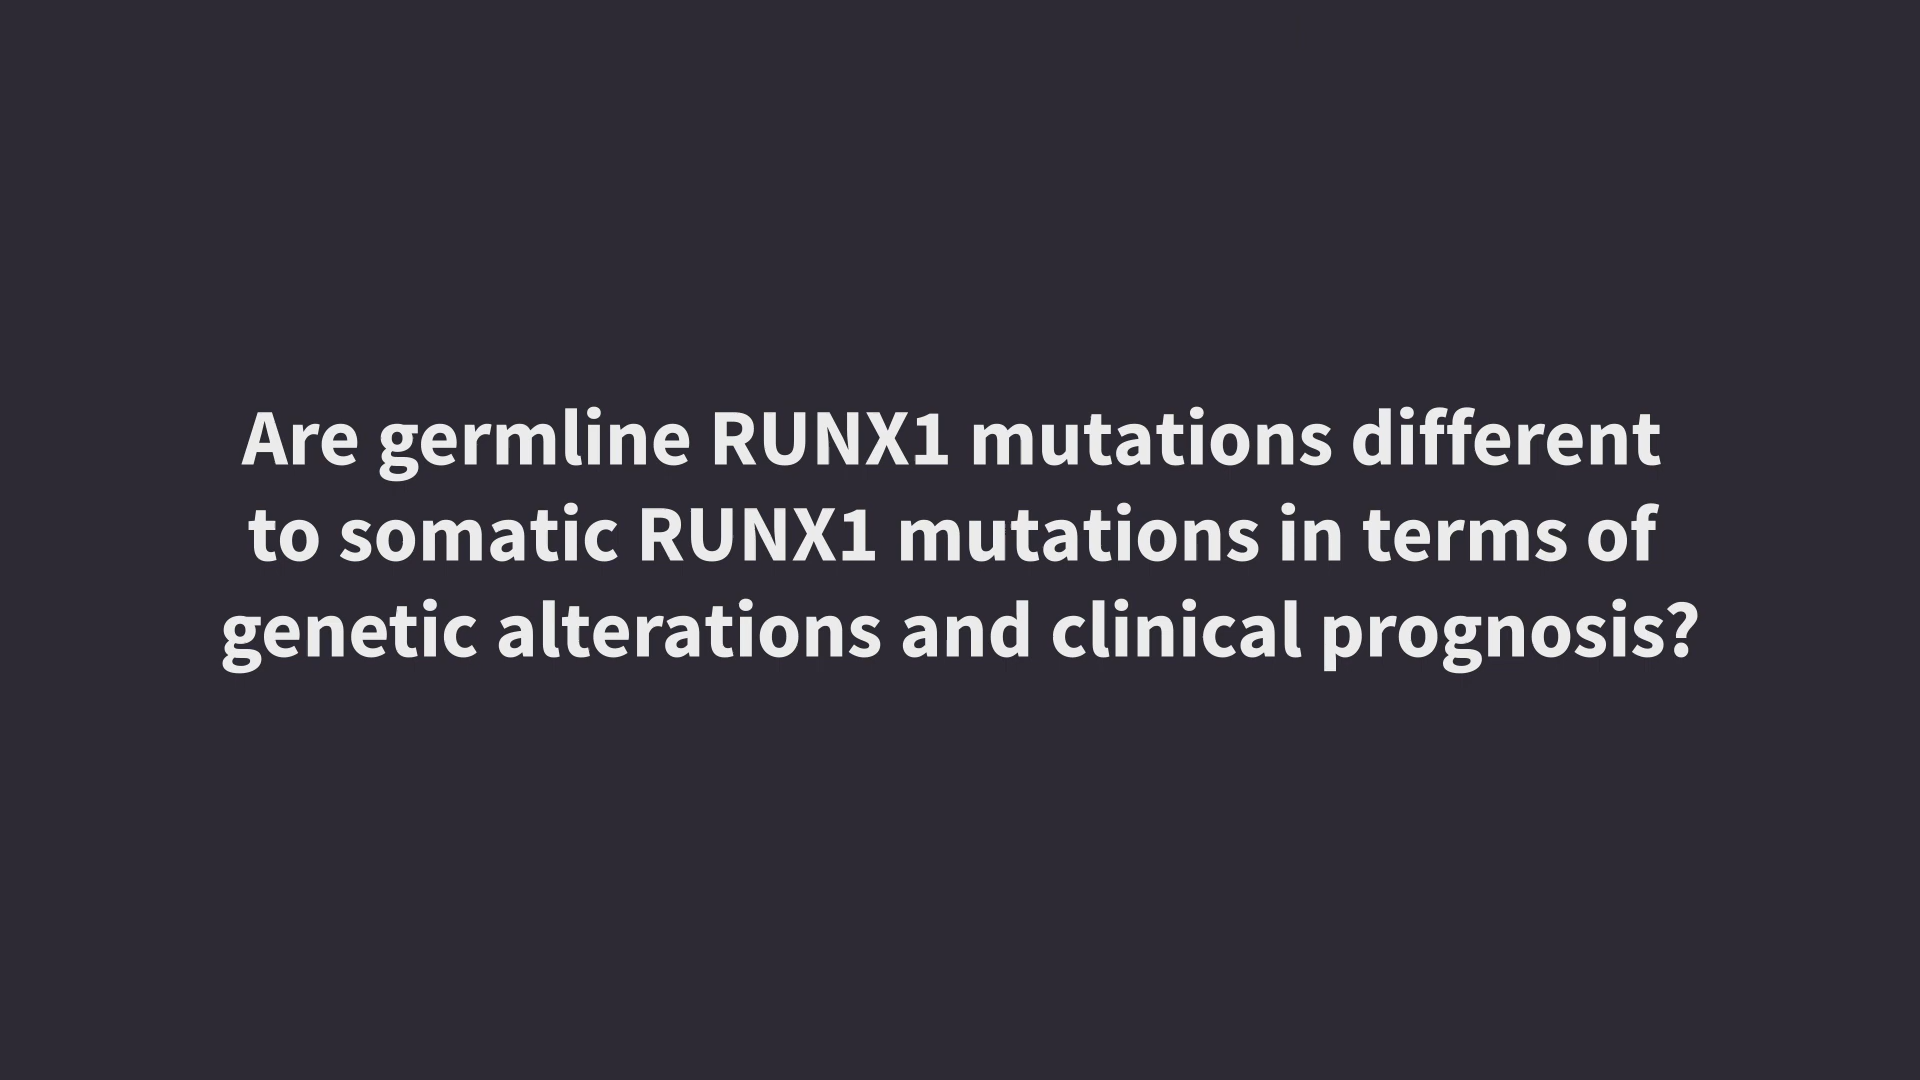 Are germline RUNX1 mutations different
to somatic RUNX1 mutations in terms of
genetic alterations and clinical prognosis?